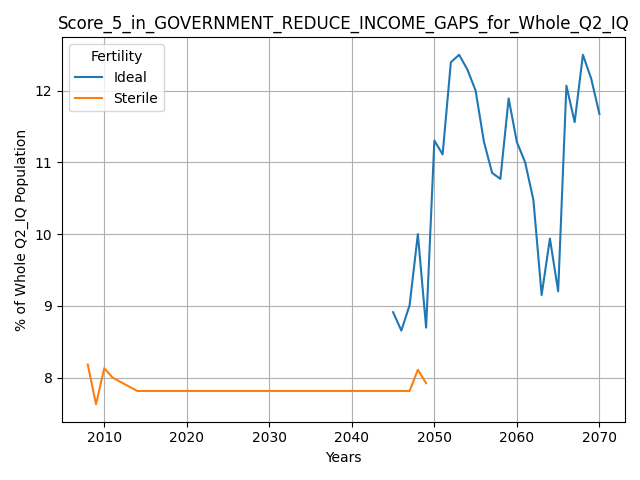 Score_5_in_GOVERNMENT_REDUCE_INCOME_GAPS_for_Whole_Q2_IQ
Fertility
Ideal
Sterile
% of Whole Q2_IQ Population
12
11
10
9
8
2010 2020 2030 2040 2050 2060 2070
Years